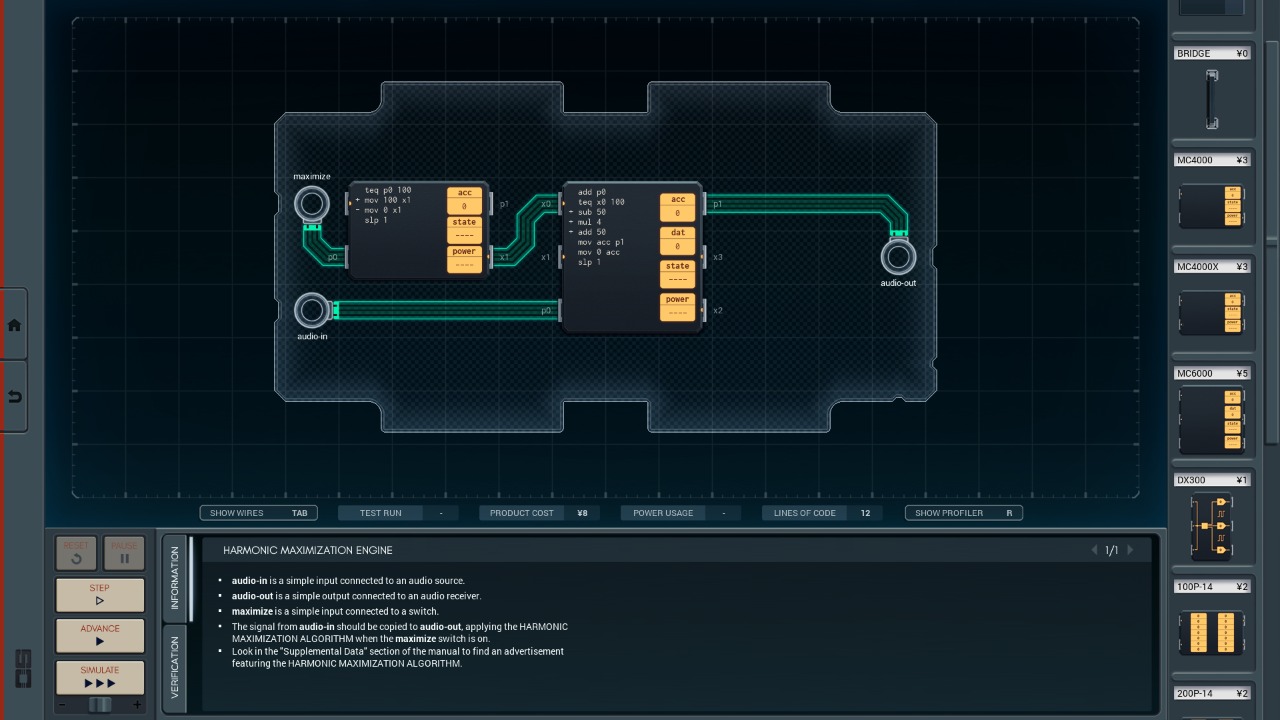 BRIDGE ¥0
MC4000 ¥3
maximize
teq p0 100
+ mov 100 x1
- mov 0 x1
slp 1
acc
0
state
----
power
----
p1
p0
x1
add p0
teq x0 100
+ sub 50
+ mul 4
+ add 50
mov acc p1
mov 0 acc
slp 1
acc
0
dat
0
state
----
power
----
x0
x1
p0
p1
x3
x2
audio-in
audio-out
MC4000X ¥3
MC6000 ¥5
DX300 ¥1
100P-14 ¥2
200P-14 ¥2
SHOW WIRES TAB
TEST RUN -
PRODUCT COST ¥8
POWER USAGE -
LINES OF CODE 12
SHOW PROFILER R
RESET
PAUSE
STEP
ADVANCE
SIMULATE
- +
INFORMATION
VERIFICATION
HARMONIC MAXIMIZATION ENGINE
1/1
▪ audio-in is a simple input connected to an audio source.
▪ audio-out is a simple output connected to an audio receiver.
▪ maximize is a simple input connected to a switch.
▪ The signal from audio-in should be copied to audio-out, applying the HARMONIC
MAXIMIZATION ALGORITHM when the maximize switch is on.
▪ Look in the "Supplemental Data" section of the manual to find an advertisement
featuring the HARMONIC MAXIMIZATION ALGORITHM.